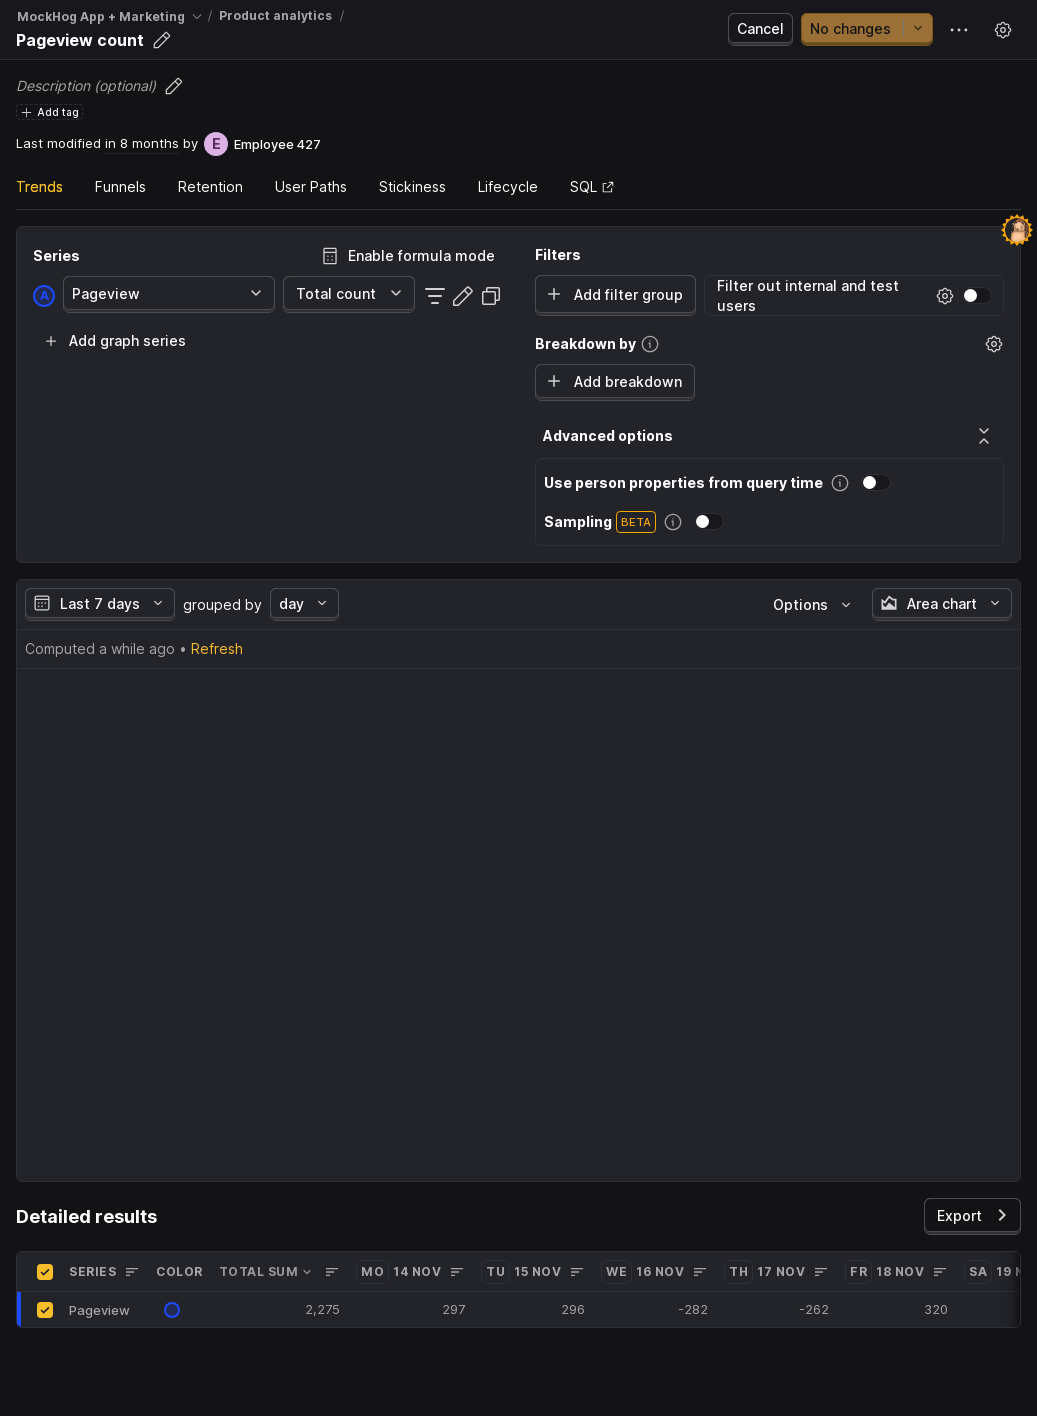 MockHog App + Marketing / Product analytics /
Pageview count
Cancel
No changes
Description (optional)
Add tag
Last modified in 8 months by E Employee 427
Trends Funnels Retention User Paths Stickiness Lifecycle SQL
Series
Enable formula mode
A Pageview Total count
Add graph series
Filters
Add filter group
Filter out internal and test
users
Breakdown by
Add breakdown
Advanced options
Use person properties from query time
Sampling BETA
Last 7 days grouped by day Options Area chart
Computed a while ago • Refresh
Detailed results
Export
SERIES COLOR TOTAL SUM MO 14 NOV TU 15 NOV WE 16 NOV TH 17 NOV FR 18 NOV SA 19
Pageview 2,275 297 296 -282 -262 320